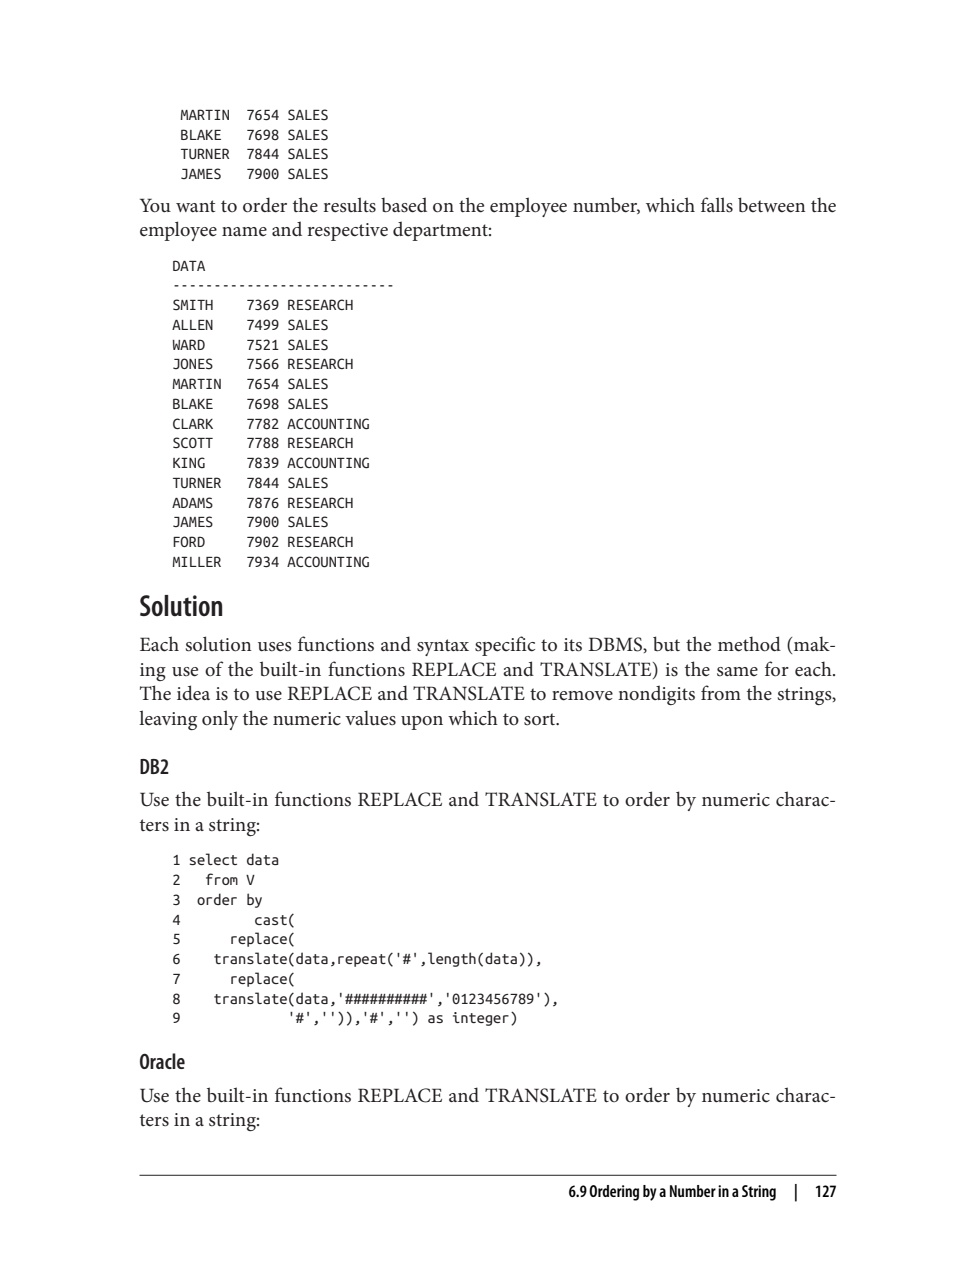 MARTIN  7654 SALES
BLAKE   7698 SALES
TURNER  7844 SALES
JAMES   7900 SALES
You want to order the results based on the employee number, which falls between the
employee name and respective department:
DATA
---------------------------
SMITH    7369 RESEARCH
ALLEN    7499 SALES
WARD     7521 SALES
JONES    7566 RESEARCH
MARTIN   7654 SALES
BLAKE    7698 SALES
CLARK    7782 ACCOUNTING
SCOTT    7788 RESEARCH
KING     7839 ACCOUNTING
TURNER   7844 SALES
ADAMS    7876 RESEARCH
JAMES    7900 SALES
FORD     7902 RESEARCH
MILLER   7934 ACCOUNTING
Solution
Each solution uses functions and syntax specific to its DBMS, but the method (mak-
ing use of the built-in functions REPLACE and TRANSLATE) is the same for each.
The idea is to use REPLACE and TRANSLATE to remove nondigits from the strings,
leaving only the numeric values upon which to sort.
DB2
Use the built-in functions REPLACE and TRANSLATE to order by numeric charac-
ters in a string:
1 select data
2   from V
3  order by
4         cast(
5      replace(
6    translate(data,repeat('#',length(data)),
7      replace(
8    translate(data,'##########','0123456789'),
9             '#','')),'#','') as integer)
Oracle
Use the built-in functions REPLACE and TRANSLATE to order by numeric charac-
ters in a string:
6.9 Ordering by a Number in a String | 127